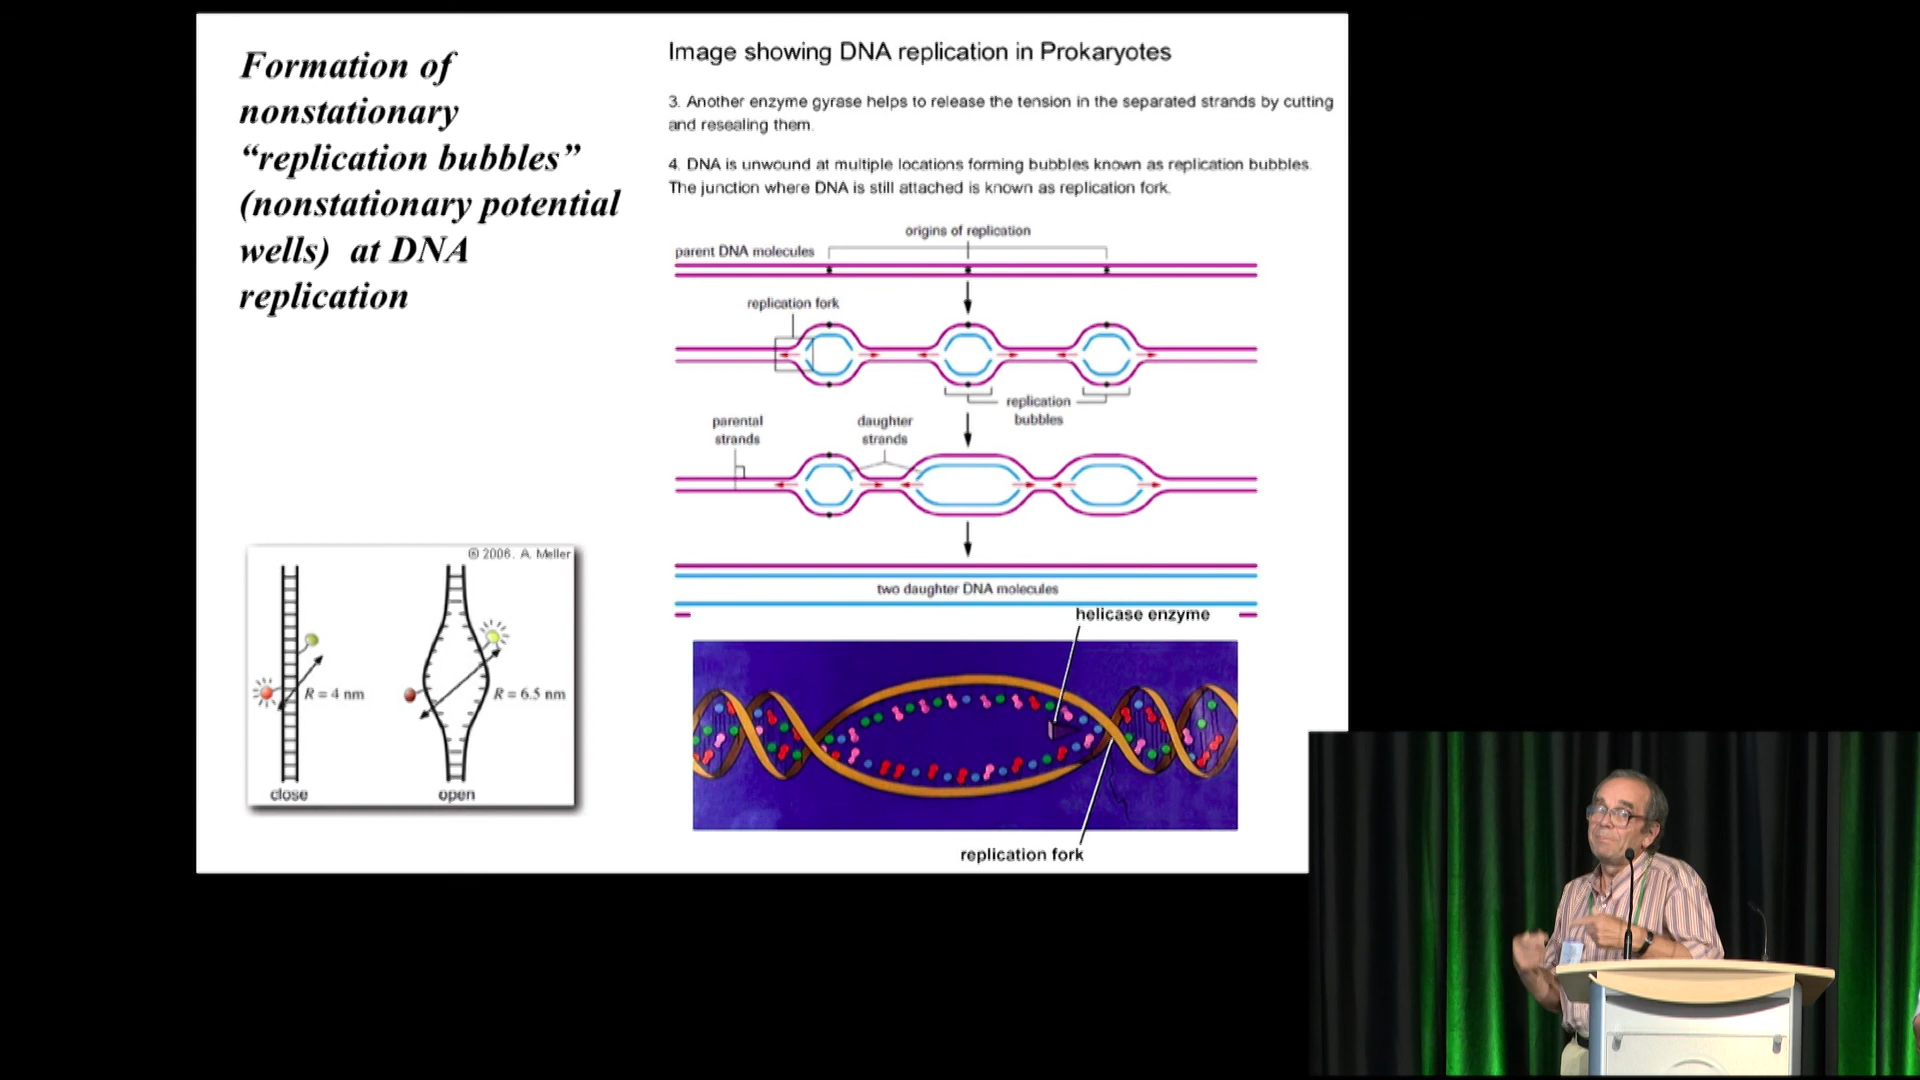 Formation of
nonstationary
“replication bubbles”
(nonstationary potential
wells) at DNA
replication
Image showing DNA replication in Prokaryotes
3. Another enzyme gyrase helps to release the tension in the separated strands by cutting
and resealing them.
4. DNA is unwound at multiple locations forming bubbles known as replication bubbles.
The junction where DNA is still attached is known as replication fork.
origins of replication
parent DNA molecules
replication fork
replication
bubbles
parental
strands
daughter
strands
two daughter DNA molecules
helicase enzyme
replication fork
© 2006. A. Meller
R = 4 nm
R = 6.5 nm
close
open